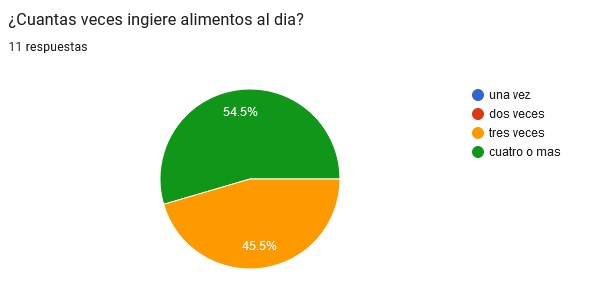 ¿Cuantas veces ingiere alimentos al dia?
11 respuestas
54.5%
45.5%
una vez
dos veces
tres veces
cuatro o mas